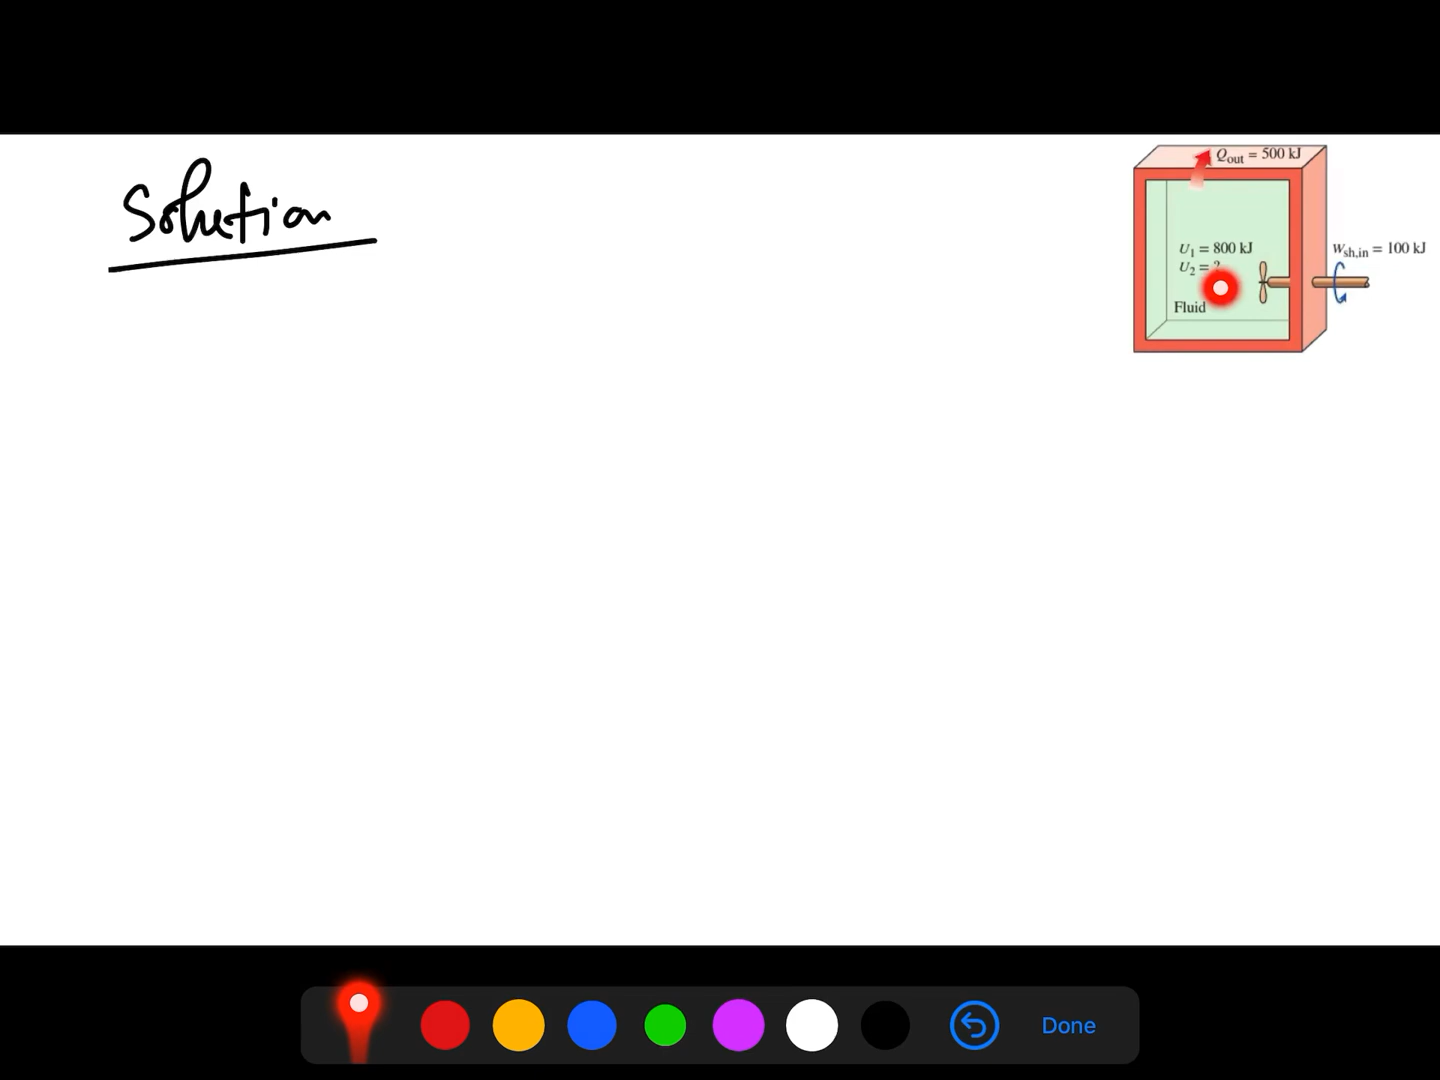 Solution
Qout = 500 kJ
U1 = 800 kJ
U2 = ?
Wsh,in = 100 kJ
Fluid
Done